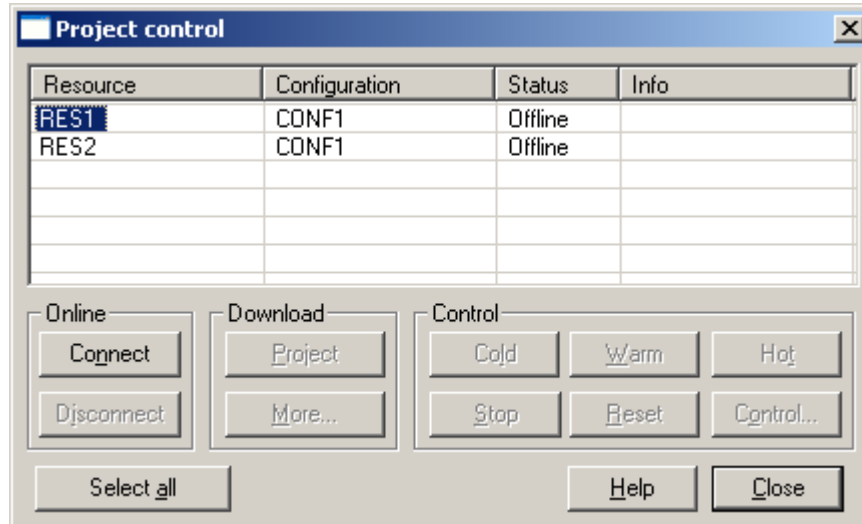 Project control
Resource Configuration Status Info
RES1 CONF1 Offline
RES2 CONF1 Offline
Online Download Control
Connect Project Cold Warm Hot
Disconnect More... Stop Reset Control...
Select all Help Close